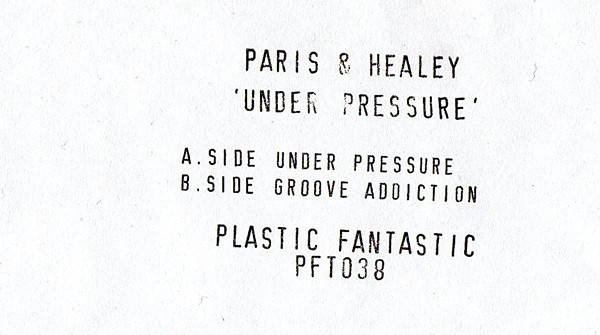 PARIS & HEALEY
'UNDER PRESSURE'
A.SIDE UNDER PRESSURE
B.SIDE GROOVE ADDICTION
PLASTIC FANTASTIC
PFT038